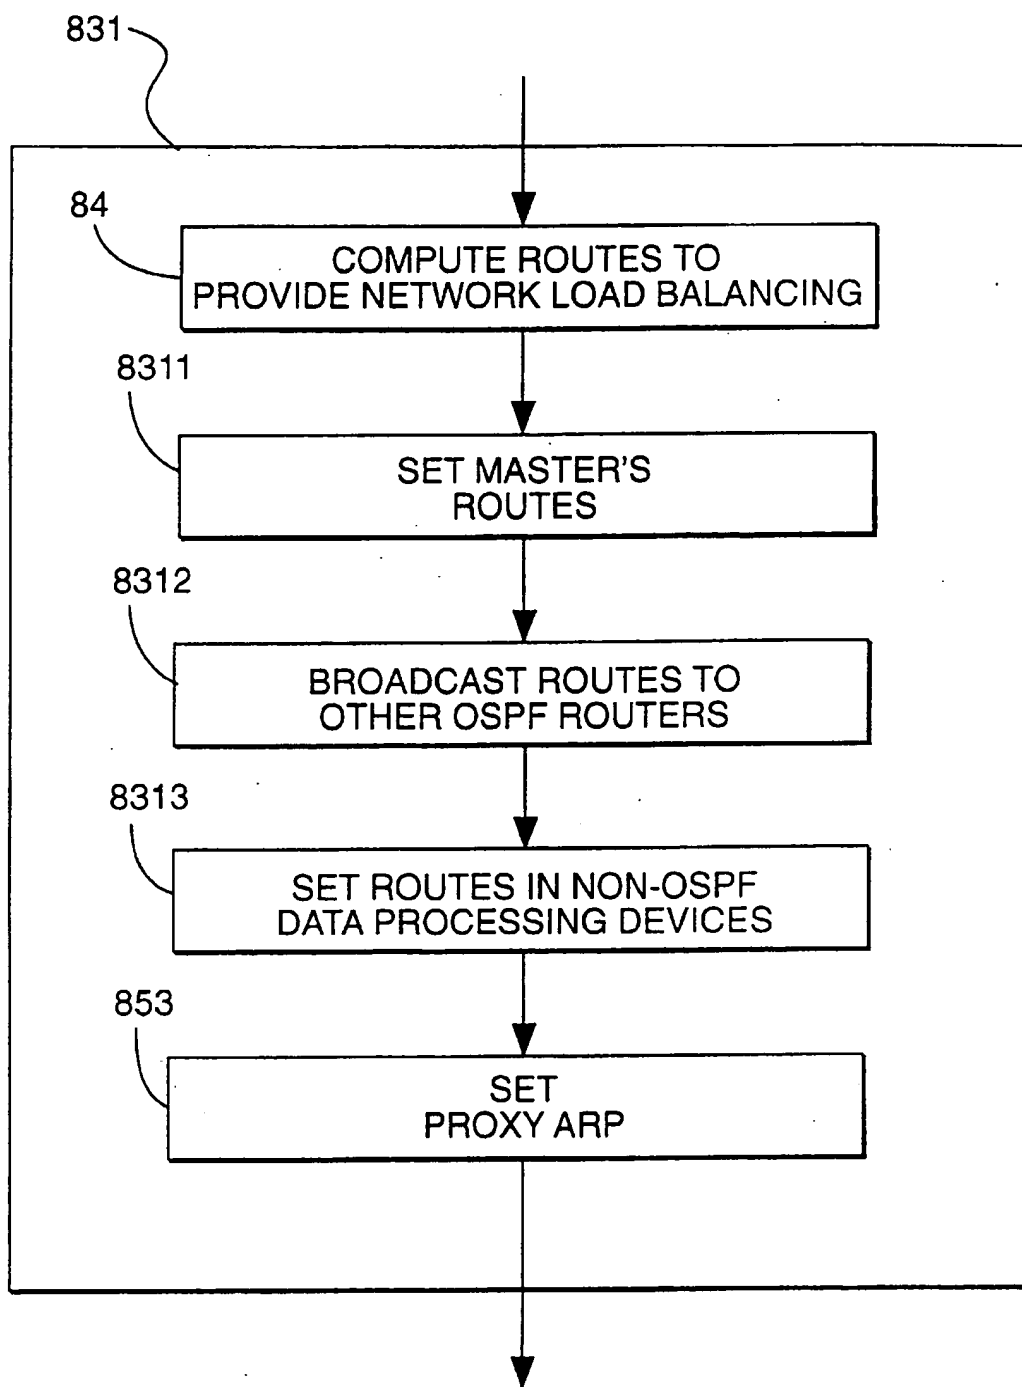 831
84
COMPUTE ROUTES TO
PROVIDE NETWORK LOAD BALANCING
8311
SET MASTER'S
ROUTES
8312
BROADCAST ROUTES TO
OTHER OSPF ROUTERS
8313
SET ROUTES IN NON-OSPF
DATA PROCESSING DEVICES
853
SET
PROXY ARP